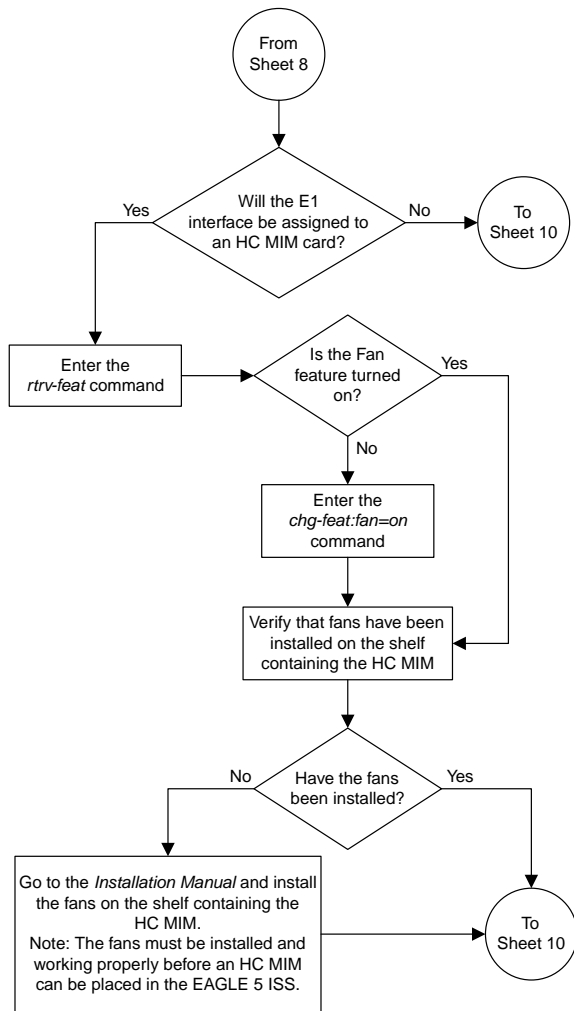 From
Sheet 8
Will the E1
interface be assigned to
an HC MIM card?
Yes
No
To
Sheet 10
Enter the
rtrv-feat command
Is the Fan
feature turned
on?
Yes
No
Enter the
chg-feat:fan=on
command
Verify that fans have been
installed on the shelf
containing the HC MIM
Have the fans
been installed?
No
Yes
Go to the Installation Manual and install
the fans on the shelf containing the
HC MIM.
Note: The fans must be installed and
working properly before an HC MIM
can be placed in the EAGLE 5 ISS.
To
Sheet 10